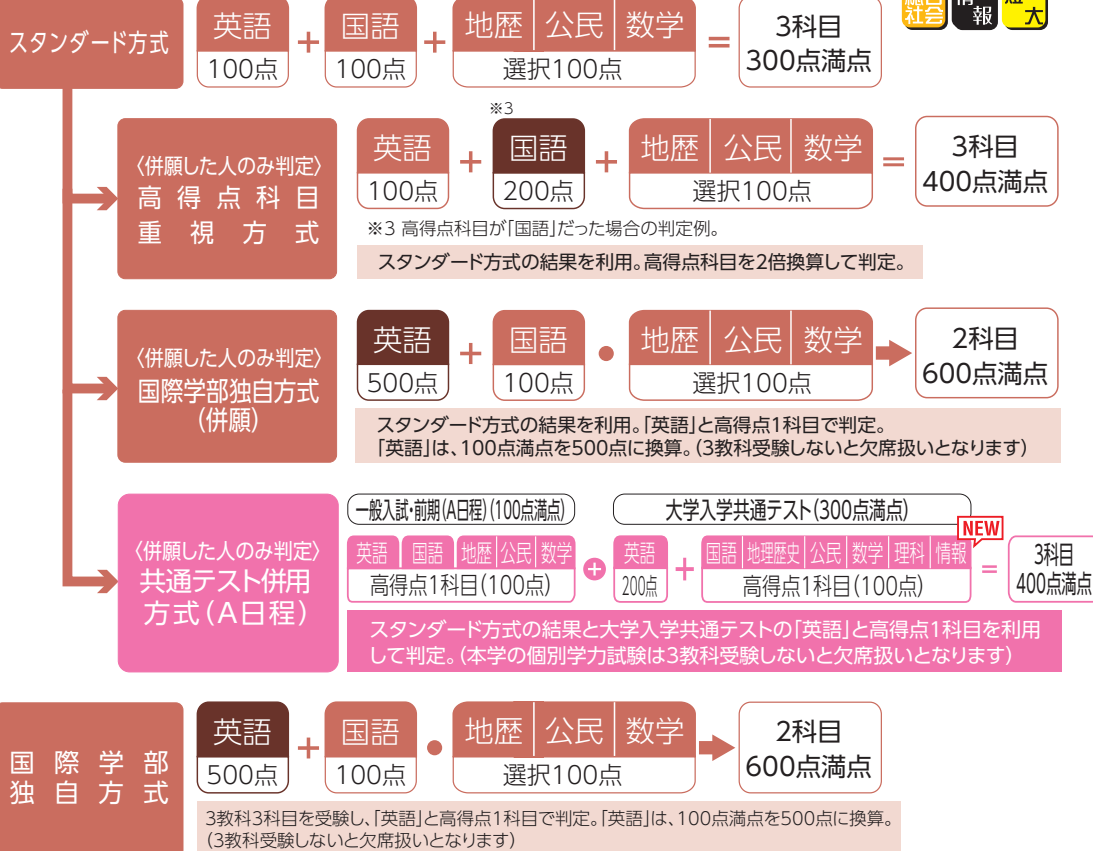 総合
社会
情
報
短
大
スタンダード方式
英語 + 国語 + 地歴 公民 数学 = 3科目
100点 100点 選択100点 300点満点
※3
〈併願した人のみ判定〉
高得点科目
重視方式
英語 + 国語 + 地歴 公民 数学 = 3科目
100点 200点 選択100点 400点満点
※3 高得点科目が「国語」だった場合の判定例。
スタンダード方式の結果を利用。高得点科目を2倍換算して判定。
〈併願した人のみ判定〉
国際学部独自方式
(併願)
英語 + 国語 ● 地歴 公民 数学 ➡ 2科目
500点 100点 選択100点 600点満点
スタンダード方式の結果を利用。「英語」と高得点1科目で判定。
「英語」は、100点満点を500点に換算。(3教科受験しないと欠席扱いとなります)
〈併願した人のみ判定〉
共通テスト併用
方式(A日程)
一般入試・前期(A日程)(100点満点) 大学入学共通テスト(300点満点)
NEW
英語 国語 地歴 公民 数学 + 英語 + 国語 地理歴史 公民 数学 理科 情報 = 3科目
高得点1科目(100点) 200点 高得点1科目(100点) 400点満点
スタンダード方式の結果と大学入学共通テストの「英語」と高得点1科目を利用
して判定。(本学の個別学力試験は3教科受験しないと欠席扱いとなります)
国際学部
独自方式
英語 + 国語 ● 地歴 公民 数学 ➡ 2科目
500点 100点 選択100点 600点満点
3教科3科目を受験し、「英語」と高得点1科目で判定。「英語」は、100点満点を500点に換算。
(3教科受験しないと欠席扱いとなります)